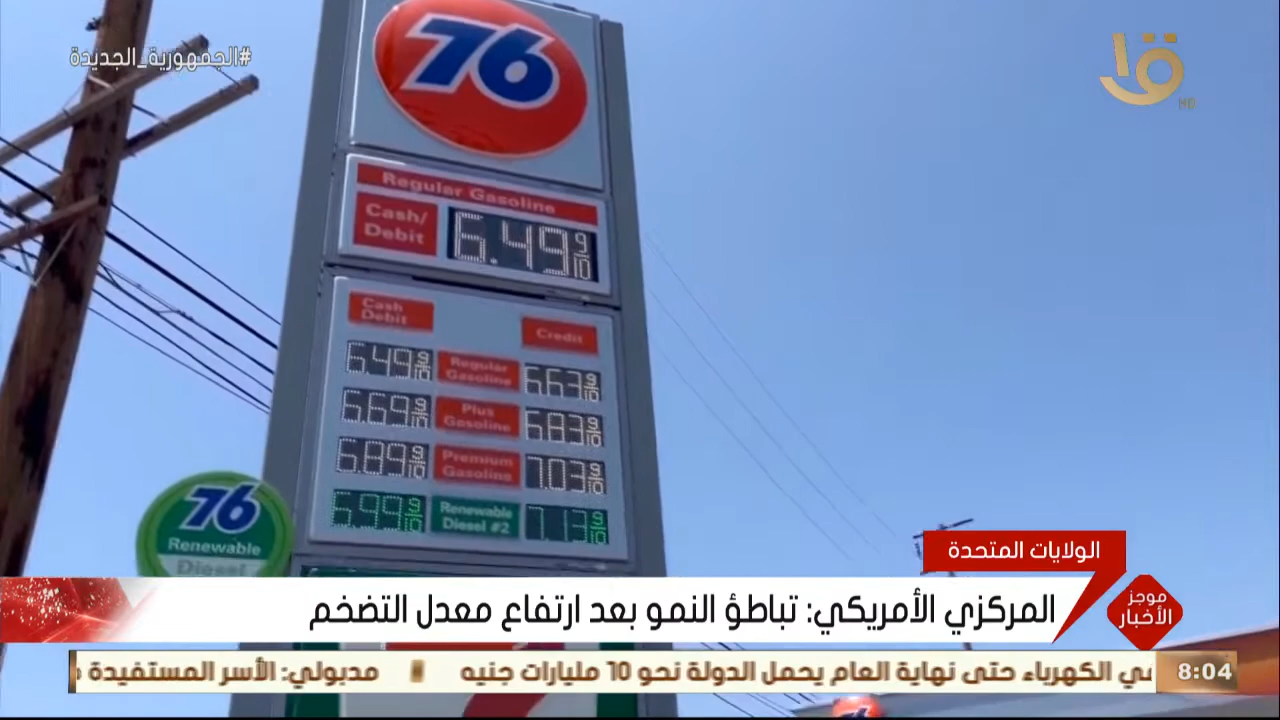 #الجمهورية_الجديدة
HD
76
Regular Gasoline
Cash/
Debit
6.49 9/10
Cash
Debit
Credit
6.49 9/10 Regular Gasoline 6.63 9/10
6.69 9/10 Plus Gasoline 6.83 9/10
6.89 9/10 Premium Gasoline 7.03 9/10
6.99 9/10 Renewable Diesel #2 7.13 9/10
76
Renewable
Diesel
الولايات المتحدة
موجز
الأخبار
المركزي الأمريكي: تباطؤ النمو بعد ارتفاع معدل التضخم
8:04
الكهرباء حتى نهاية العام يحمل الدولة نحو 10 مليارات جنيه مدبولي: الأسر المستفيدة